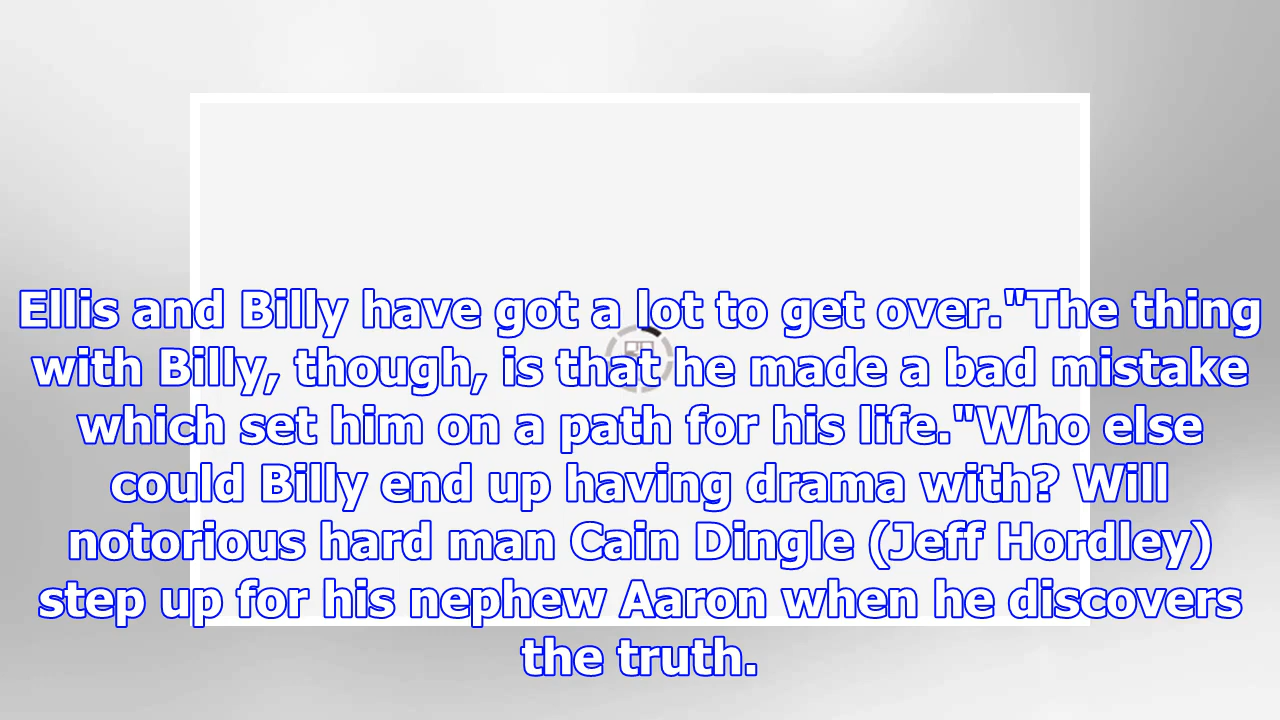 Ellis and Billy have got a lot to get over."The thing
with Billy, though, is that he made a bad mistake
which set him on a path for his life."Who else
could Billy end up having drama with? Will
notorious hard man Cain Dingle (Jeff Hordley)
step up for his nephew Aaron when he discovers
the truth.